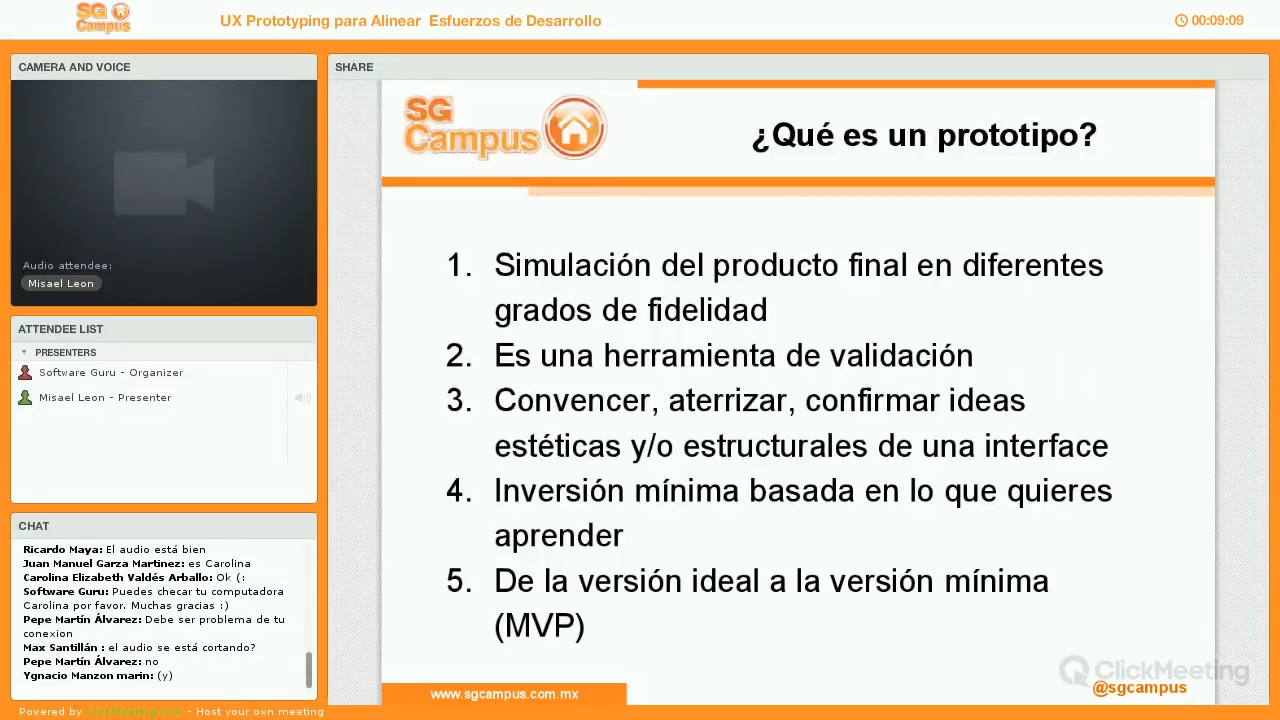 SG
Campus
UX Prototyping para Alinear Esfuerzos de Desarrollo
00:09:09
CAMERA AND VOICE
Audio attendee:
Misael Leon
ATTENDEE LIST
PRESENTERS
Software Guru - Organizer
Misael Leon - Presenter
CHAT
Ricardo Maya: El audio está bien
Juan Manuel Garza Martinez: es Carolina
Carolina Elizabeth Valdés Arballo: Ok (:
Software Guru: Puedes checar tu computadora
Carolina por favor. Muchas gracias :)
Pepe Martín Álvarez: Debe ser problema de tu
conexion
Max Santillán : el audio se está cortando?
Pepe Martín Álvarez: no
Ygnacio Manzon marin: (y)
Powered by ClickMeeting.com - Host your own meeting
SHARE
SG
Campus
¿Qué es un prototipo?
1. Simulación del producto final en diferentes
grados de fidelidad
2. Es una herramienta de validación
3. Convencer, aterrizar, confirmar ideas
estéticas y/o estructurales de una interface
4. Inversión mínima basada en lo que quieres
aprender
5. De la versión ideal a la versión mínima
(MVP)
www.sgcampus.com.mx
ClickMeeting
@sgcampus